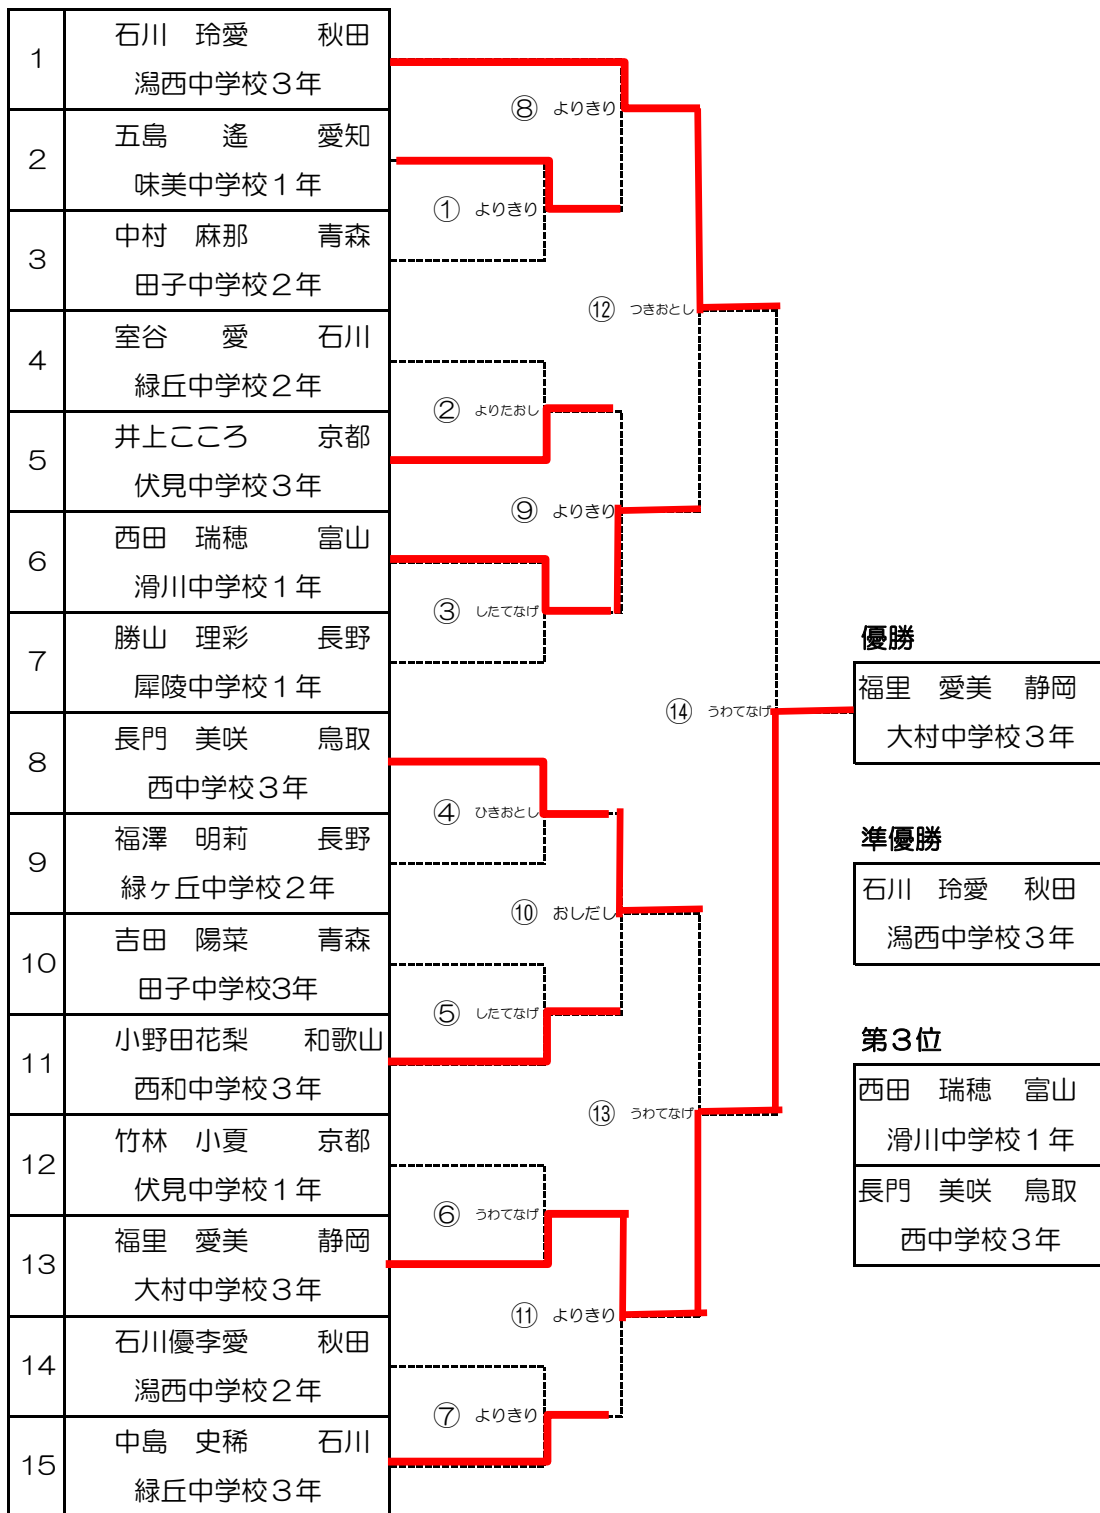 1
石川 玲愛 秋田
潟西中学校３年
2
五島 遙 愛知
味美中学校１年
3
中村 麻那 青森
田子中学校２年
4
室谷 愛 石川
緑丘中学校２年
5
井上こころ 京都
伏見中学校３年
6
西田 瑞穂 富山
滑川中学校１年
7
勝山 理彩 長野
犀陵中学校１年
8
長門 美咲 鳥取
西中学校３年
9
福澤 明莉 長野
緑ヶ丘中学校２年
10
吉田 陽菜 青森
田子中学校3年
11
小野田花梨 和歌山
西和中学校３年
12
竹林 小夏 京都
伏見中学校１年
13
福里 愛美 静岡
大村中学校３年
14
石川優李愛 秋田
潟西中学校２年
15
中島 史稀 石川
緑丘中学校３年
① よりきり
② よりたおし
③ したてなげ
④ ひきおとし
⑤ したてなげ
⑥ うわてなげ
⑦ よりきり
⑧ よりきり
⑨ よりきり
⑩ おしだし
⑪ よりきり
⑫ つきおとし
⑬ うわてなげ
⑭ うわてなげ
優勝
福里 愛美 静岡
大村中学校３年
準優勝
石川 玲愛 秋田
潟西中学校３年
第３位
西田 瑞穂 富山
滑川中学校１年
長門 美咲 鳥取
西中学校３年